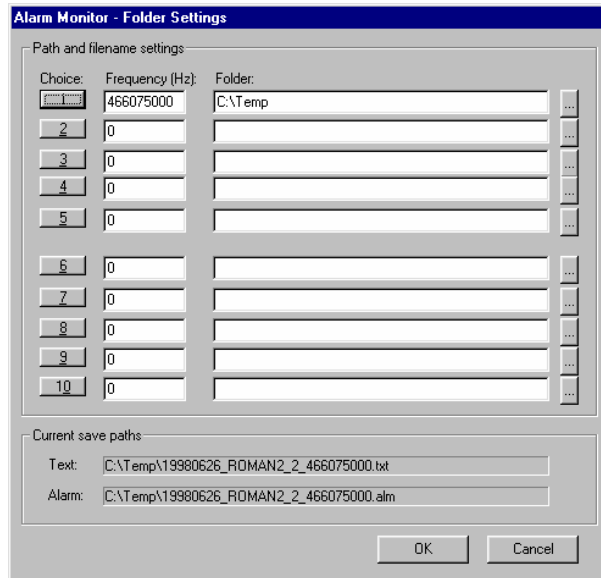 Alarm Monitor - Folder Settings
Path and filename settings
Choice: Frequency (Hz): Folder:
1 466075000 C:\Temp ...
2 0 ...
3 0 ...
4 0 ...
5 0 ...
6 0 ...
7 0 ...
8 0 ...
9 0 ...
10 0 ...
Current save paths
Text: C:\Temp\19980626_ROMAN2_2_466075000.txt
Alarm: C:\Temp\19980626_ROMAN2_2_466075000.alm
OK Cancel